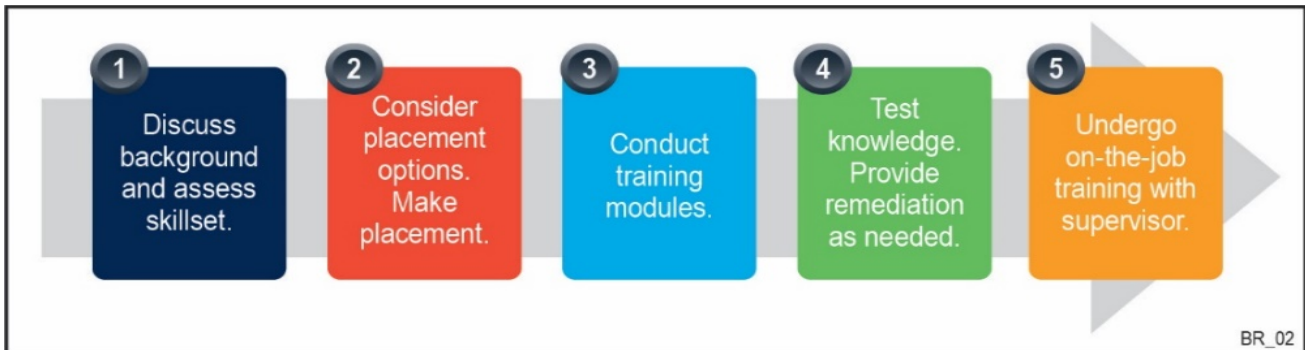 1
Discuss
background
and assess
skillset.
2
Consider
placement
options.
Make
placement.
3
Conduct
training
modules.
4
Test
knowledge.
Provide
remediation
as needed.
5
Undergo
on-the-job
training with
supervisor.
BR_02